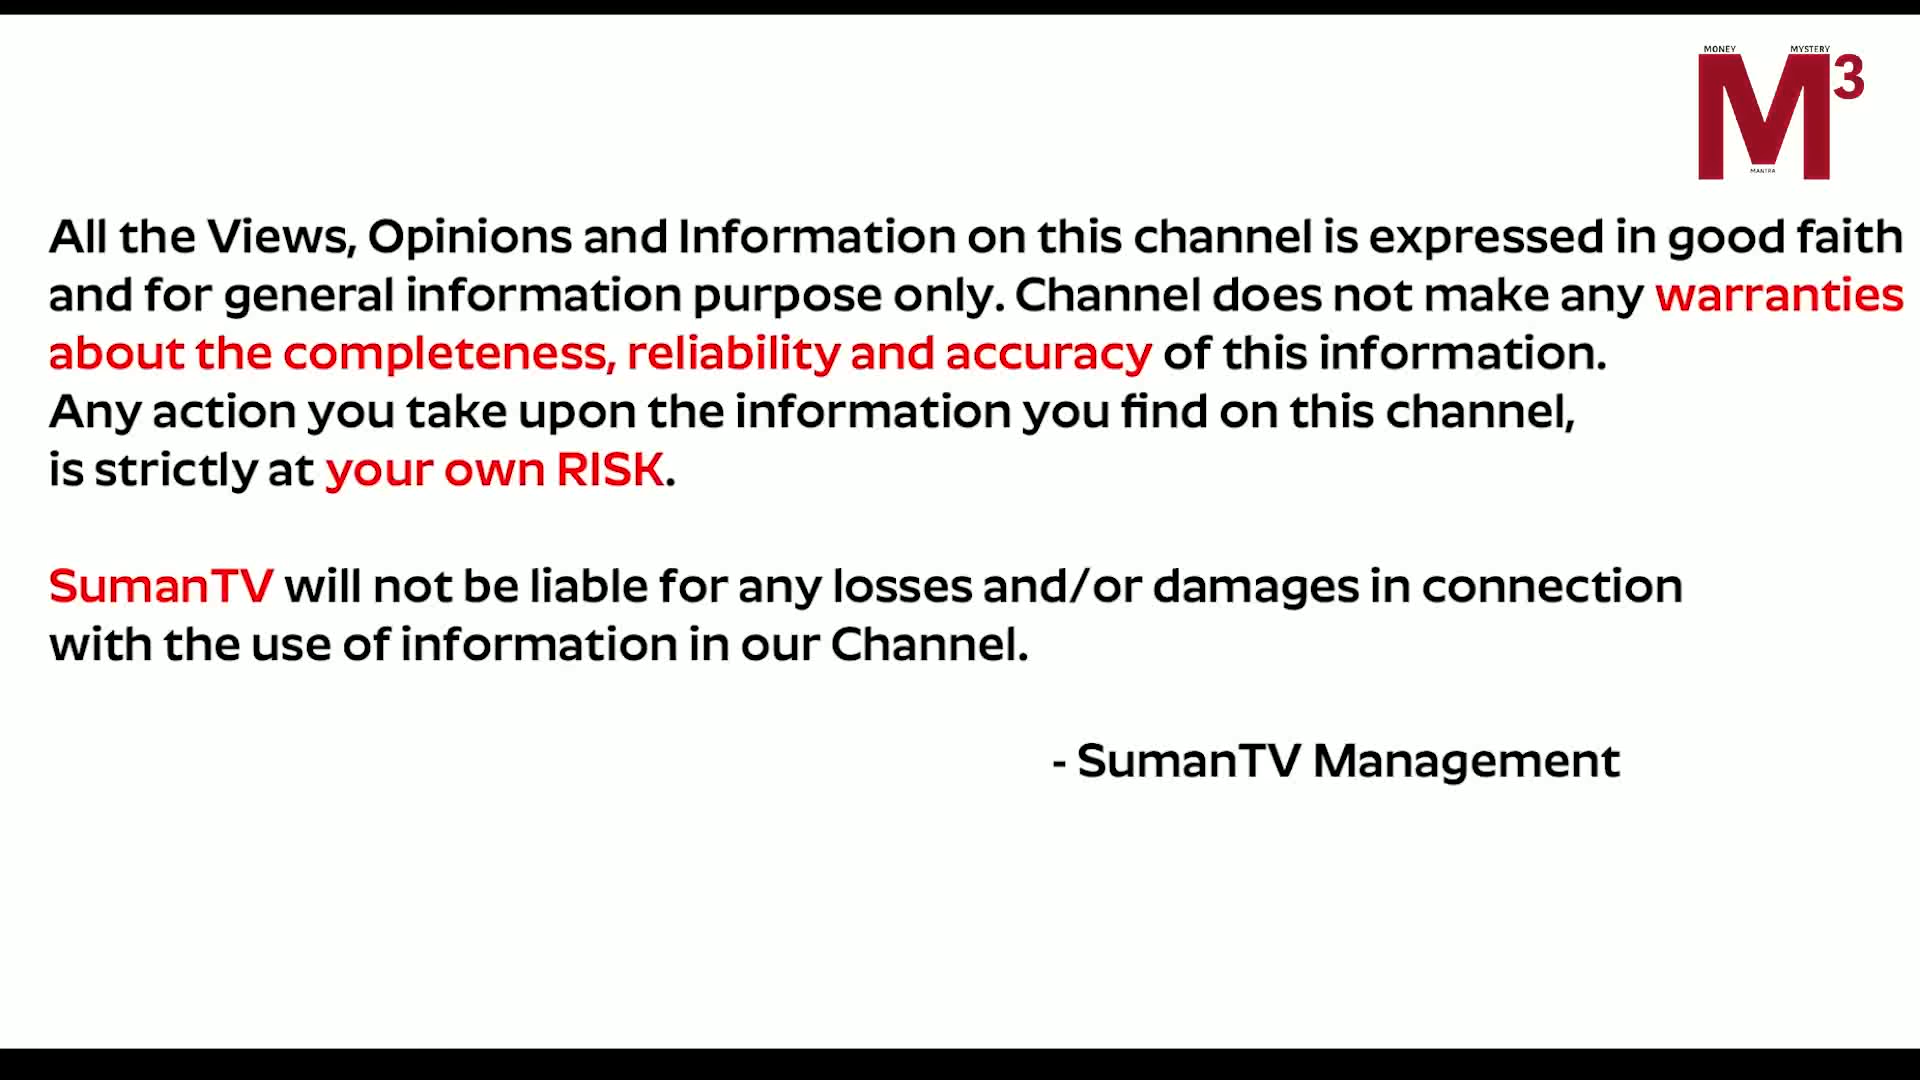 MONEY MYSTERY
M3
MANTRA
All the Views, Opinions and Information on this channel is expressed in good faith
and for general information purpose only. Channel does not make any warranties
about the completeness, reliability and accuracy of this information.
Any action you take upon the information you find on this channel,
is strictly at your own RISK.
SumanTV will not be liable for any losses and/or damages in connection
with the use of information in our Channel.
- SumanTV Management